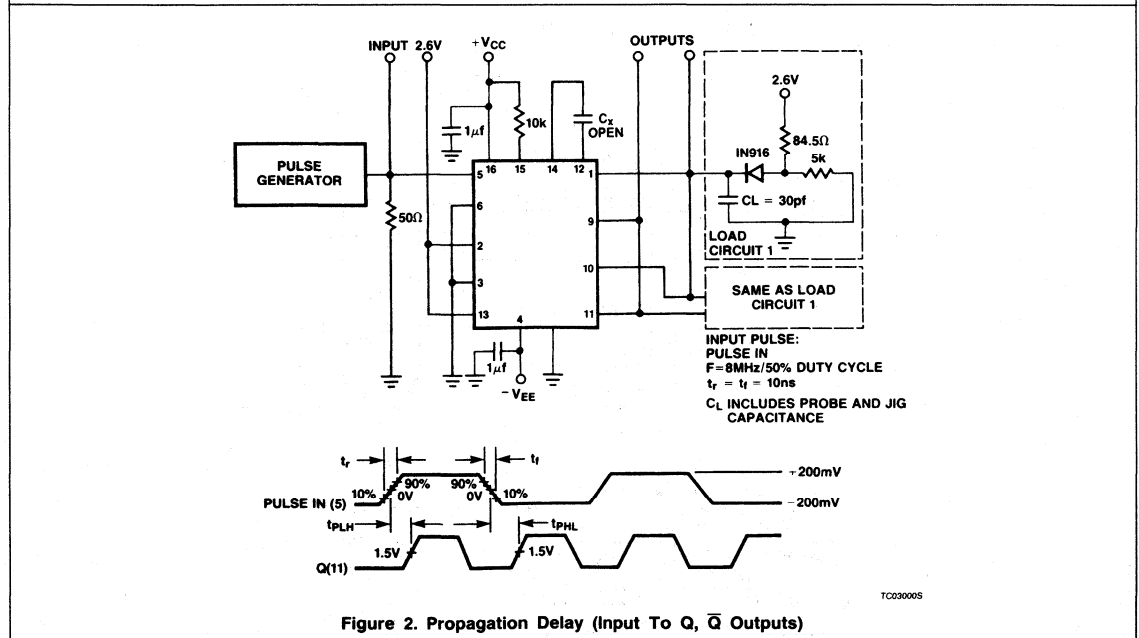 INPUT 2.6V
+VCC
OUTPUTS
2.6V
1μf
10k
Cx
OPEN
84.5Ω
5k
IN916
PULSE
GENERATOR
16 15 14 12
5
1
6
50Ω
CL = 30pf
9
2
LOAD
CIRCUIT 1
10
3
SAME AS LOAD
CIRCUIT 1
13
4
11
1μf
-VEE
INPUT PULSE:
PULSE IN
F=8MHz/50% DUTY CYCLE
tr = tf = 10ns
CL INCLUDES PROBE AND JIG
CAPACITANCE
tr
tf
+200mV
10% 90% 90% 10%
0V 0V
PULSE IN (5)
-200mV
tPLH
tPHL
1.5V 1.5V
Q(11)
TC03000S
Figure 2. Propagation Delay (Input To Q, Q̅ Outputs)